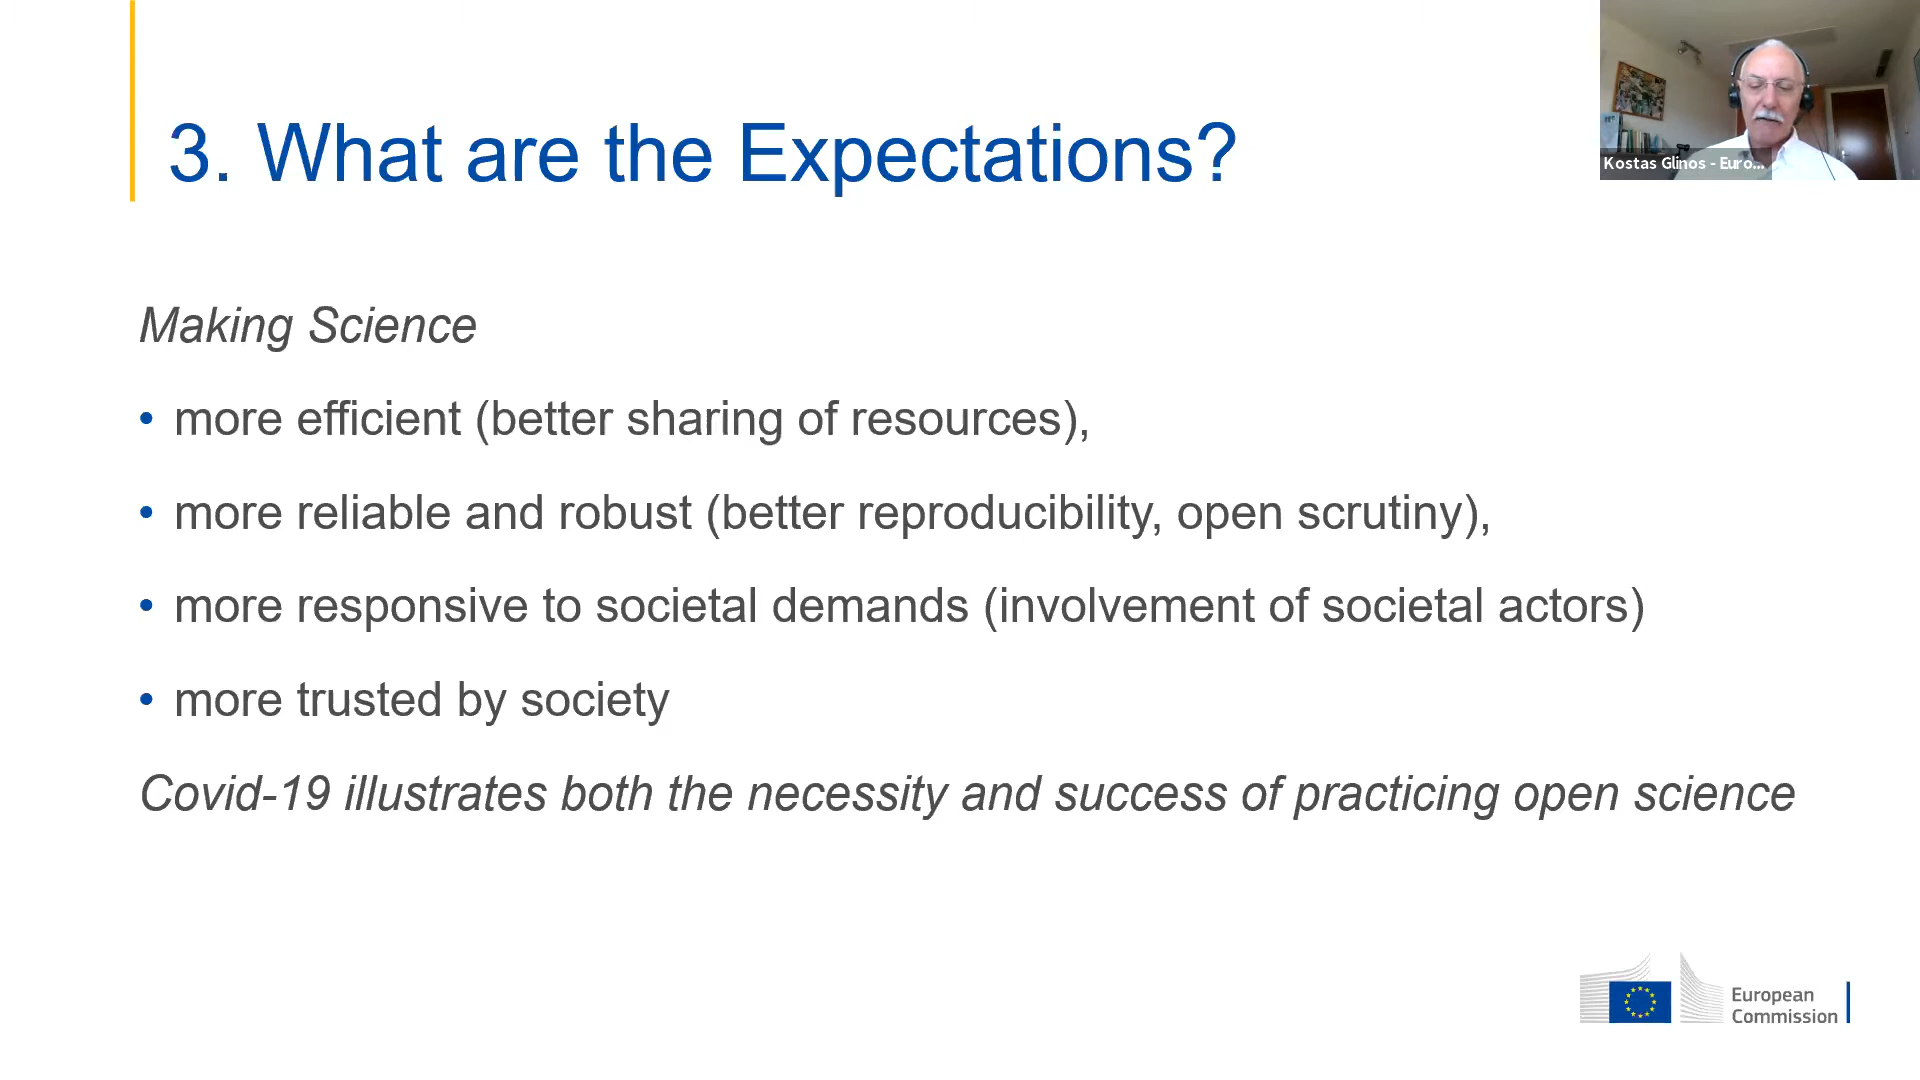 3. What are the Expectations?
Kostas Glinos - Euro...
Making Science
• more efficient (better sharing of resources),
• more reliable and robust (better reproducibility, open scrutiny),
• more responsive to societal demands (involvement of societal actors)
• more trusted by society
Covid-19 illustrates both the necessity and success of practicing open science
European
Commission